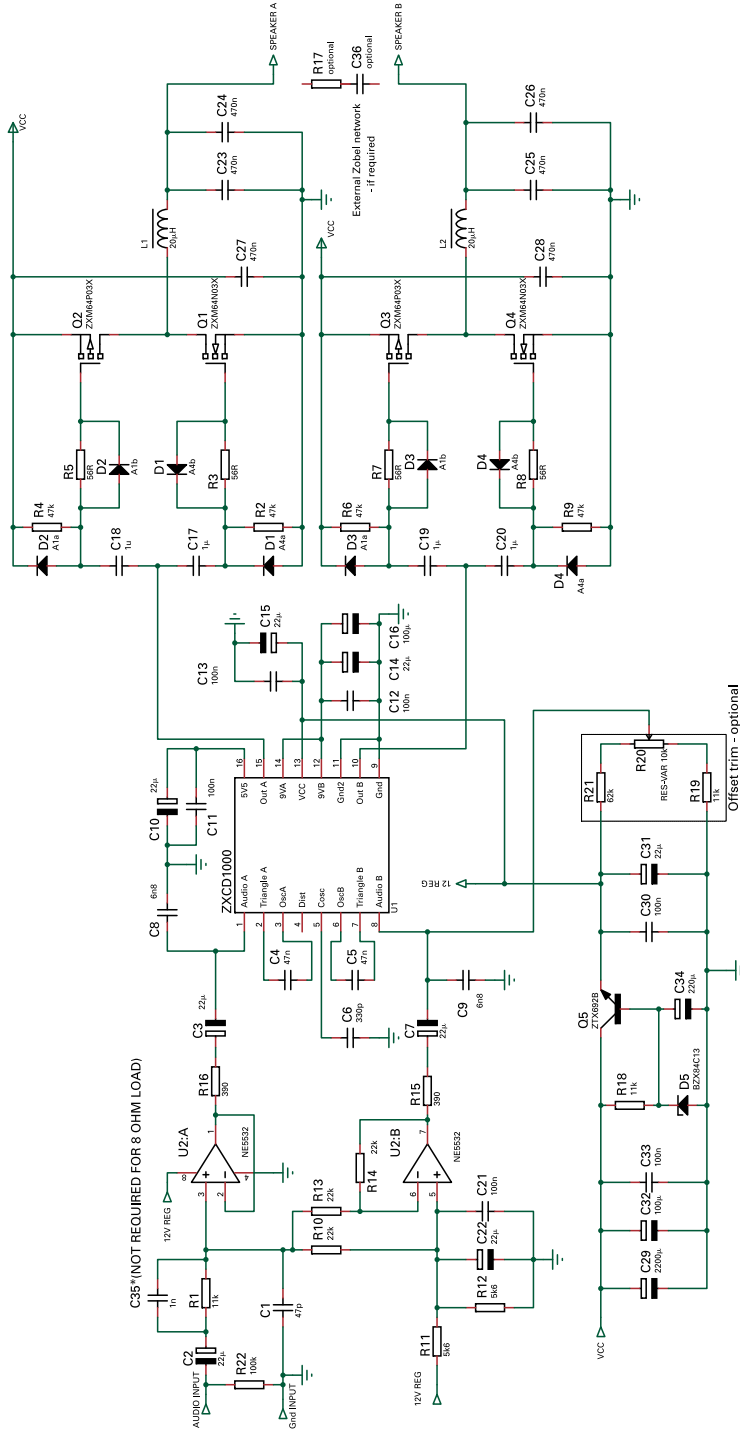 C35*(NOT REQUIRED FOR 8 OHM LOAD)
1n
AUDIO INPUT
Gnd INPUT
C2
22µ
R22
100k
R1
11k
C1
47p
12V REG
U2:A
NE5532
3
2
1
8
4
R16
390
C3
22µ
C8
6n8
C10
22µ
C11
100n
R13
22k
R10
22k
R14
22k
12V REG
R11
5k6
R12
5k6
C22
22µ
C21
100n
U2:B
NE5532
6
5
7
R15
390
C7
22µ
C9
6n8
C4
47n
C5
47n
C6
330p
ZXCD1000
U1
1
Audio A
2
Triangle A
3
OscA
4
Dist
5
Cosc
6
OscB
7
Triangle B
8
Audio B
16
5V5
15
Out A
14
9VA
13
VCC
12
9VB
11
Gnd2
10
Out B
9
Gnd
C13
100n
C15
22µ
C12
100n
C14
22µ
C16
100µ
12 REG
VCC
D2
A1a
R4
47k
C18
1u
C17
1µ
D1
A4a
R2
47k
R5
56R
D2
A1b
D1
A4b
R3
56R
Q2
ZXM64P03X
Q1
ZXM64N03X
C27
470n
L1
20µH
C23
470n
C24
470n
SPEAKER A
R17
optional
C36
optional
External Zobel network
- if required
VCC
D3
A1a
R6
47k
C19
1µ
C20
1µ
D4
A4a
R9
47k
R7
56R
D3
A1b
D4
A4b
R8
56R
Q3
ZXM64P03X
Q4
ZXM64N03X
C28
470n
L2
20µH
C25
470n
C26
470n
SPEAKER B
VCC
C29
2200µ
C32
100µ
C33
100n
R18
11k
D5
BZX84C13
Q5
ZTX692B
C34
220µ
C30
100n
C31
22µ
R21
62k
R20
RES-VAR 10k
R19
11k
Offset trim - optional